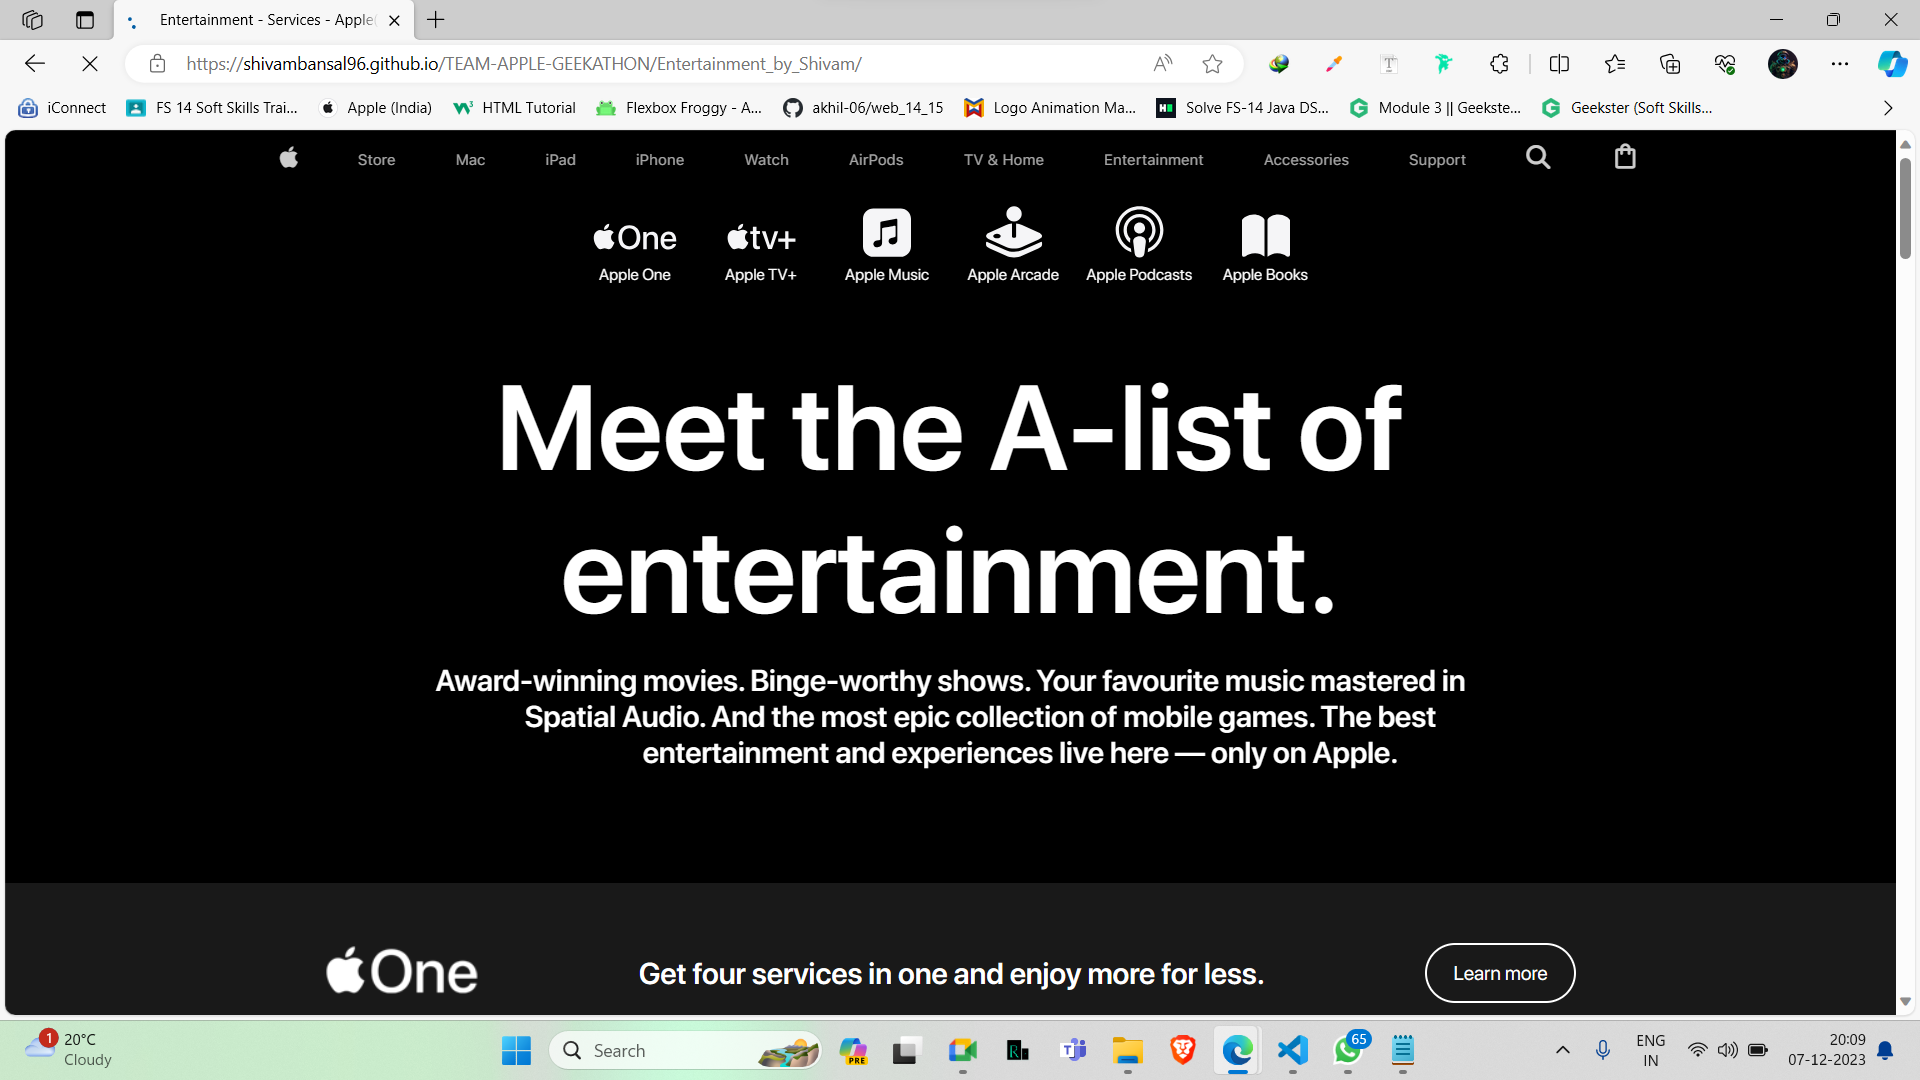 Entertainment - Services - Apple
https://shivambansal96.github.io/TEAM-APPLE-GEEKATHON/Entertainment_by_Shivam/
iConnect FS 14 Soft Skills Trai... Apple (India) HTML Tutorial Flexbox Froggy - A... akhil-06/web_14_15 Logo Animation Ma... Solve FS-14 Java DS... Module 3 || Geekste... Geekster (Soft Skills...
Store Mac iPad iPhone Watch AirPods TV & Home Entertainment Accessories Support
One tv+
Apple One Apple TV+ Apple Music Apple Arcade Apple Podcasts Apple Books
Meet the A-list of
entertainment.
Award-winning movies. Binge-worthy shows. Your favourite music mastered in
Spatial Audio. And the most epic collection of mobile games. The best
entertainment and experiences live here — only on Apple.
One Get four services in one and enjoy more for less. Learn more
1 20°C
Cloudy
Search
PRE
65
ENG
IN
20:09
07-12-2023